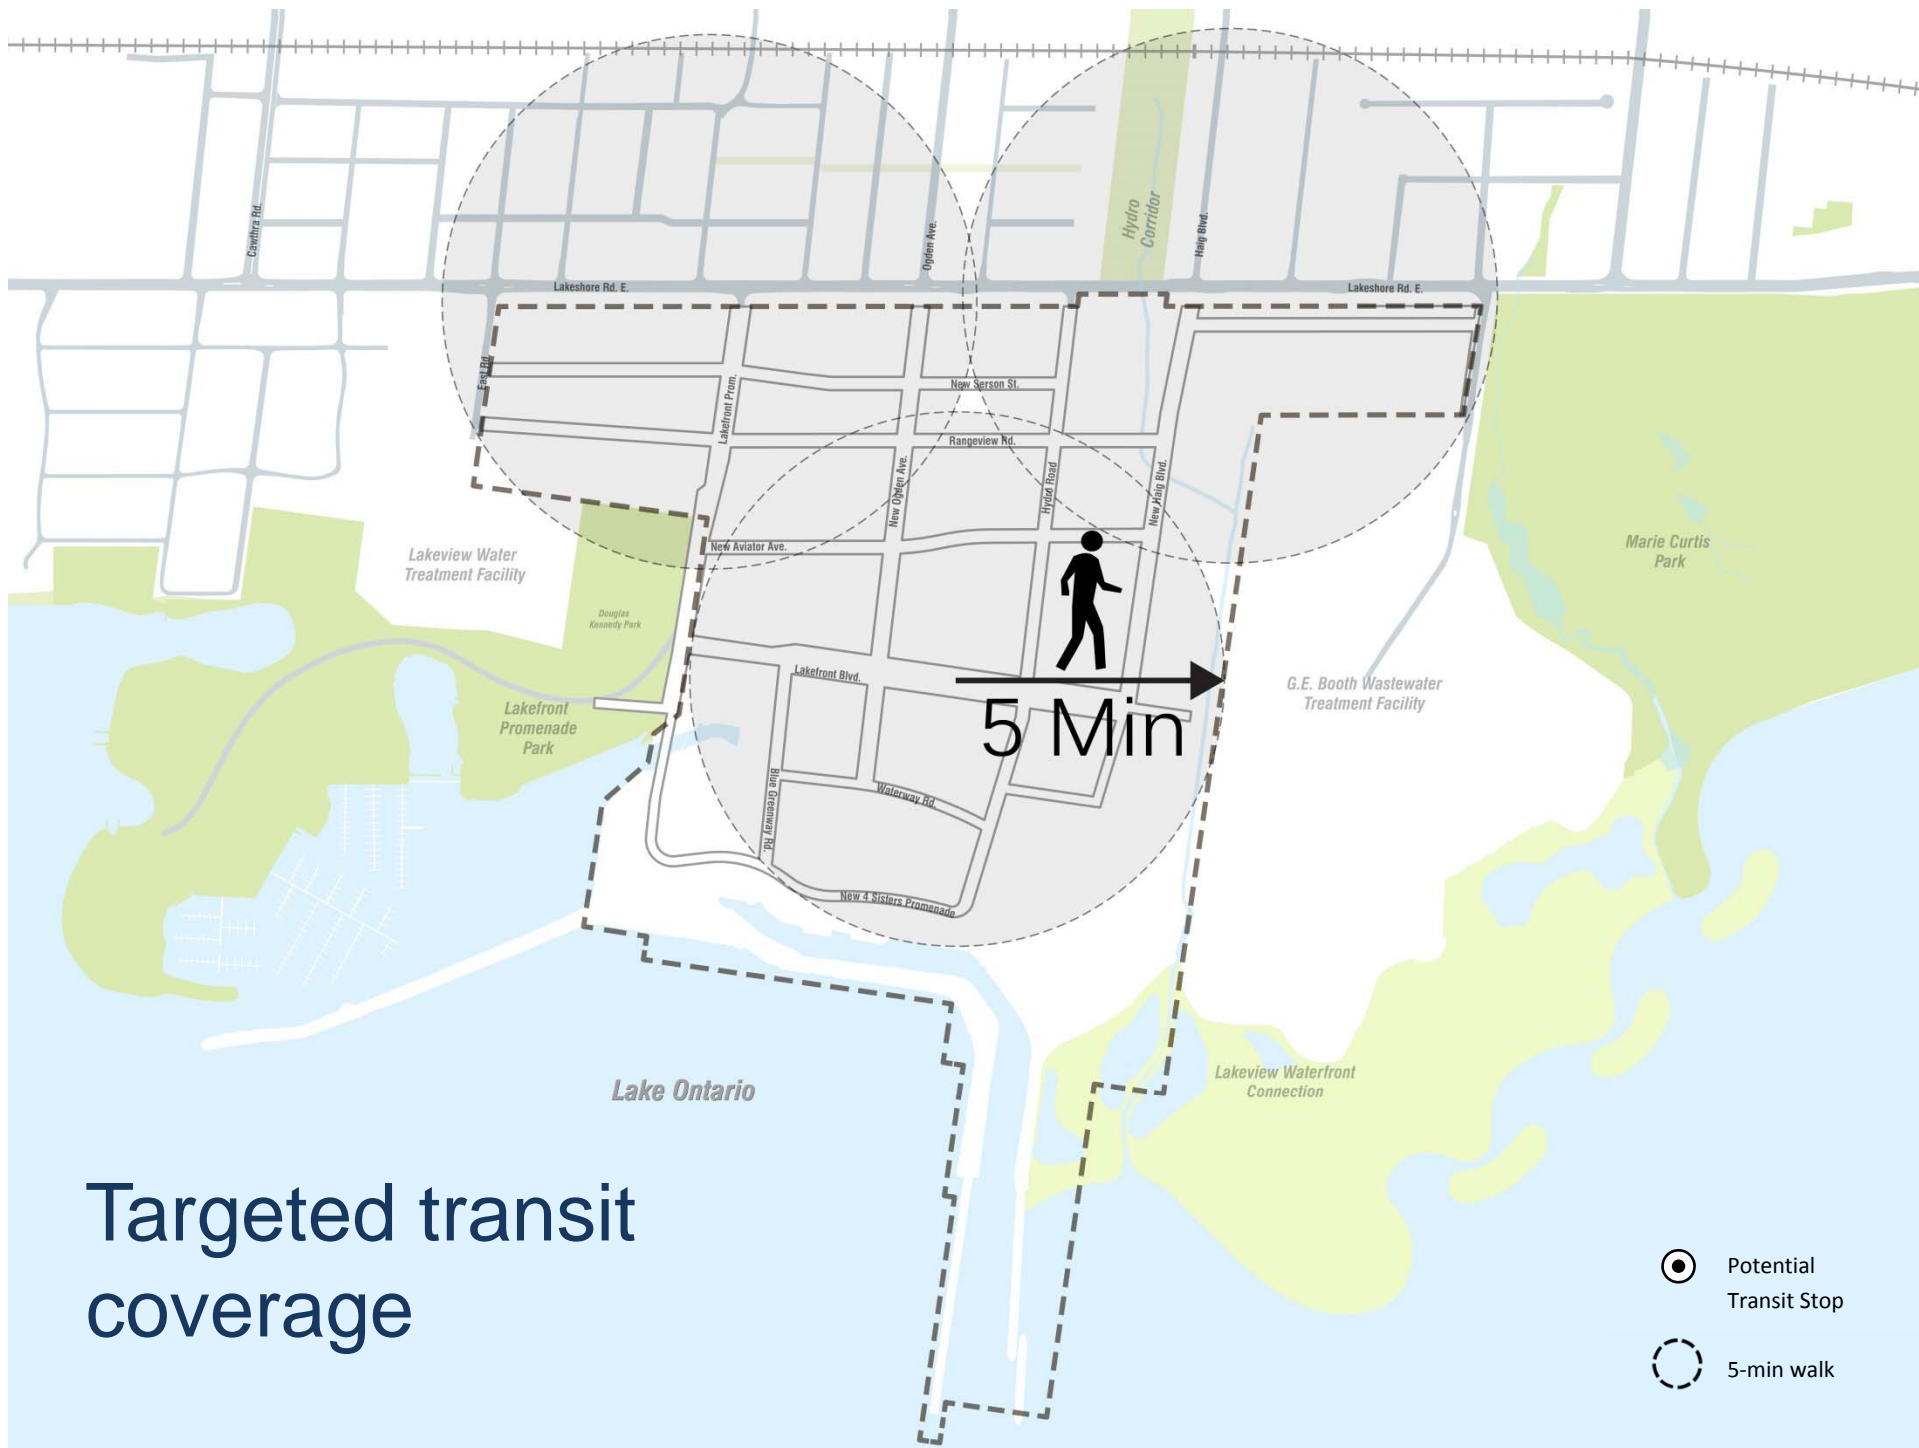 Cawthra Rd.
Ogden Ave.
Hydro
Corridor
Haig Blvd.
Lakeshore Rd. E.
Lakeshore Rd. E.
East Rd.
Lakefront Prom.
New Serson St.
Rangeview Rd.
New Ogden Ave.
Hydro Road
New Haig Blvd.
New Aviator Ave.
Lakeview Water
Treatment Facility
Marie Curtis
Park
Douglas
Kennedy Park
Lakefront Blvd.
5 Min
G.E. Booth Wastewater
Treatment Facility
Lakefront
Promenade
Park
Blue Greenway Rd.
Waterway Rd.
New 4 Sisters Promenade
Lake Ontario
Lakeview Waterfront
Connection
Targeted transit
coverage
Potential
Transit Stop
5-min walk